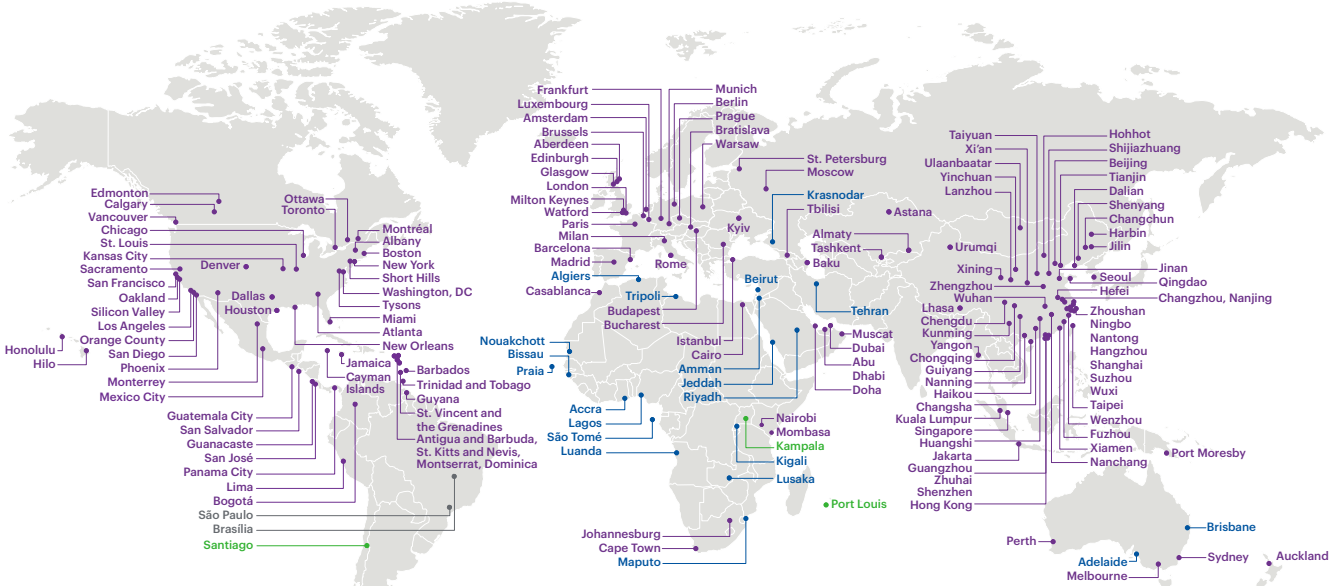 Edmonton
Calgary
Vancouver
Chicago
St. Louis
Kansas City
Sacramento
San Francisco
Oakland
Silicon Valley
Los Angeles
Orange County
San Diego
Phoenix
Monterrey
Mexico City
Honolulu
Hilo
Denver
Dallas
Houston
Ottawa
Toronto
Montréal
Albany
Boston
New York
Short Hills
Washington, DC
Tysons
Miami
Atlanta
New Orleans
Jamaica
Cayman
Islands
Barbados
Trinidad and Tobago
Guyana
St. Vincent and
the Grenadines
Antigua and Barbuda,
St. Kitts and Nevis,
Montserrat, Dominica
Guatemala City
San Salvador
Guanacaste
San José
Panama City
Lima
Bogotá
São Paulo
Brasília
Santiago
Frankfurt
Luxembourg
Amsterdam
Brussels
Aberdeen
Edinburgh
Glasgow
London
Milton Keynes
Watford
Paris
Milan
Barcelona
Madrid
Algiers
Casablanca
Munich
Berlin
Prague
Bratislava
Warsaw
St. Petersburg
Moscow
Krasnodar
Tbilisi
Kyiv
Rome
Tripoli
Budapest
Bucharest
Istanbul
Cairo
Amman
Jeddah
Riyadh
Beirut
Astana
Almaty
Tashkent
Baku
Tehran
Muscat
Dubai
Abu
Dhabi
Doha
Nouakchott
Bissau
Praia
Accra
Lagos
São Tomé
Luanda
Nairobi
Mombasa
Kampala
Kigali
Lusaka
Port Louis
Johannesburg
Cape Town
Maputo
Taiyuan
Xi'an
Ulaanbaatar
Yinchuan
Lanzhou
Urumqi
Xining
Zhengzhou
Wuhan
Lhasa
Chengdu
Kunming
Yangon
Chongqing
Guiyang
Nanning
Haikou
Changsha
Kuala Lumpur
Singapore
Huangshi
Jakarta
Guangzhou
Zhuhai
Shenzhen
Hong Kong
Hohhot
Shijiazhuang
Beijing
Tianjin
Dalian
Shenyang
Changchun
Harbin
Jilin
Jinan
Seoul
Qingdao
Hefei
Changzhou, Nanjing
Zhoushan
Ningbo
Nantong
Hangzhou
Shanghai
Suzhou
Wuxi
Taipei
Wenzhou
Fuzhou
Xiamen
Nanchang
Port Moresby
Perth
Brisbane
Adelaide
Sydney
Melbourne
Auckland